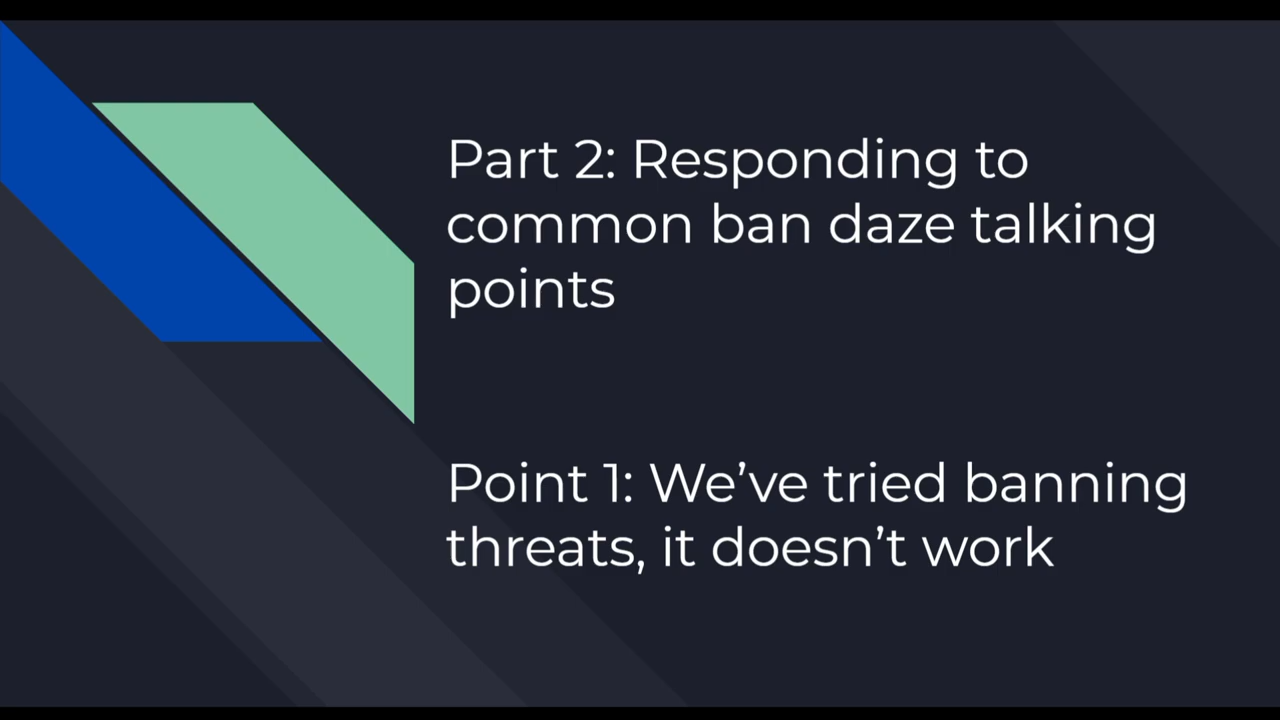 Part 2: Responding to
common ban daze talking
points
Point 1: We’ve tried banning
threats, it doesn’t work